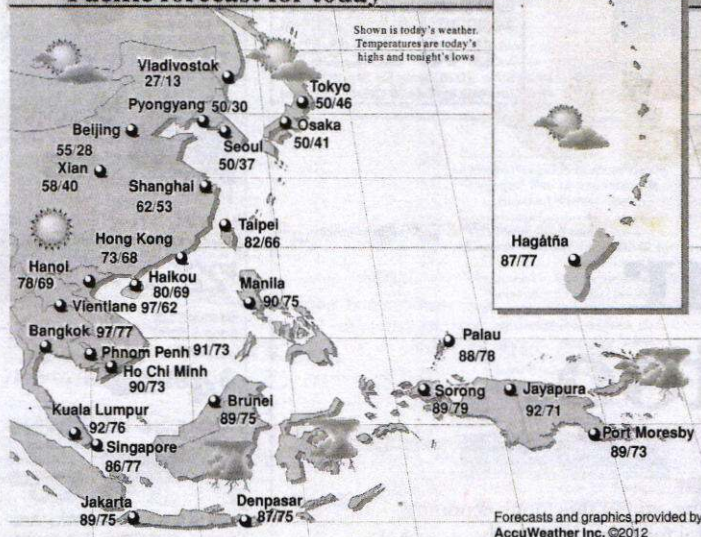 Pacific forecast for today
Shown is today's weather.
Temperatures are today's
highs and tonight's lows
Vladivostok
27/13
Tokyo
50/46
Pyongyang 50/30
Osaka
50/41
Beijing
55/28
Seoul
50/37
Xian
58/40
Shanghai
62/53
Taipei
82/66
Hong Kong
73/68
Hagåtña
87/77
Hanoi
78/69
Haikou
80/69
Manila
90/75
Vientiane 97/62
Bangkok 97/77
Palau
88/78
Phnom Penh 91/73
Ho Chi Minh
90/73
Brunei
89/75
Sorong
89/79
Jayapura
92/71
Kuala Lumpur
92/76
Singapore
86/77
Port Moresby
89/73
Jakarta
89/75
Denpasar
87/75
Forecasts and graphics provided by
AccuWeather Inc. ©2012